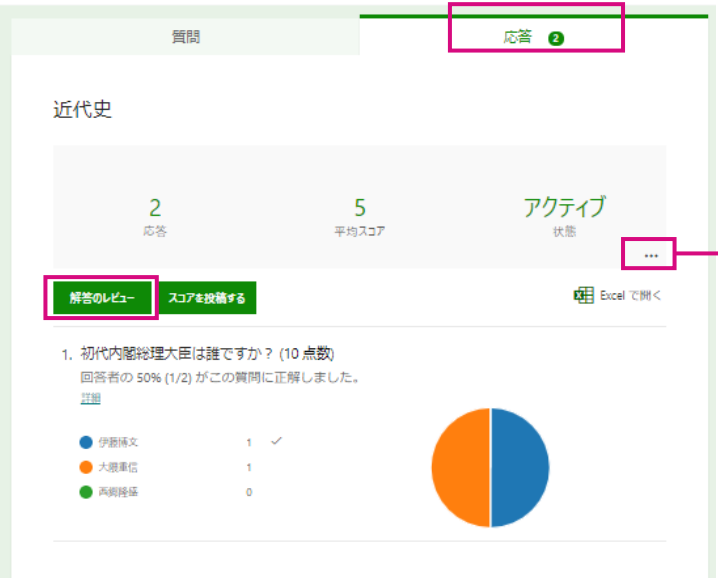 質問
応答 2
近代史
2 5 アクティブ
応答 平均スコア 状態
...
解答のレビュー スコアを投稿する Excel で開く
1. 初代内閣総理大臣は誰ですか？ (10 点数)
回答者の 50% (1/2) がこの質問に正解しました。
詳細
伊藤博文 1
大隈重信 1
西郷隆盛 0